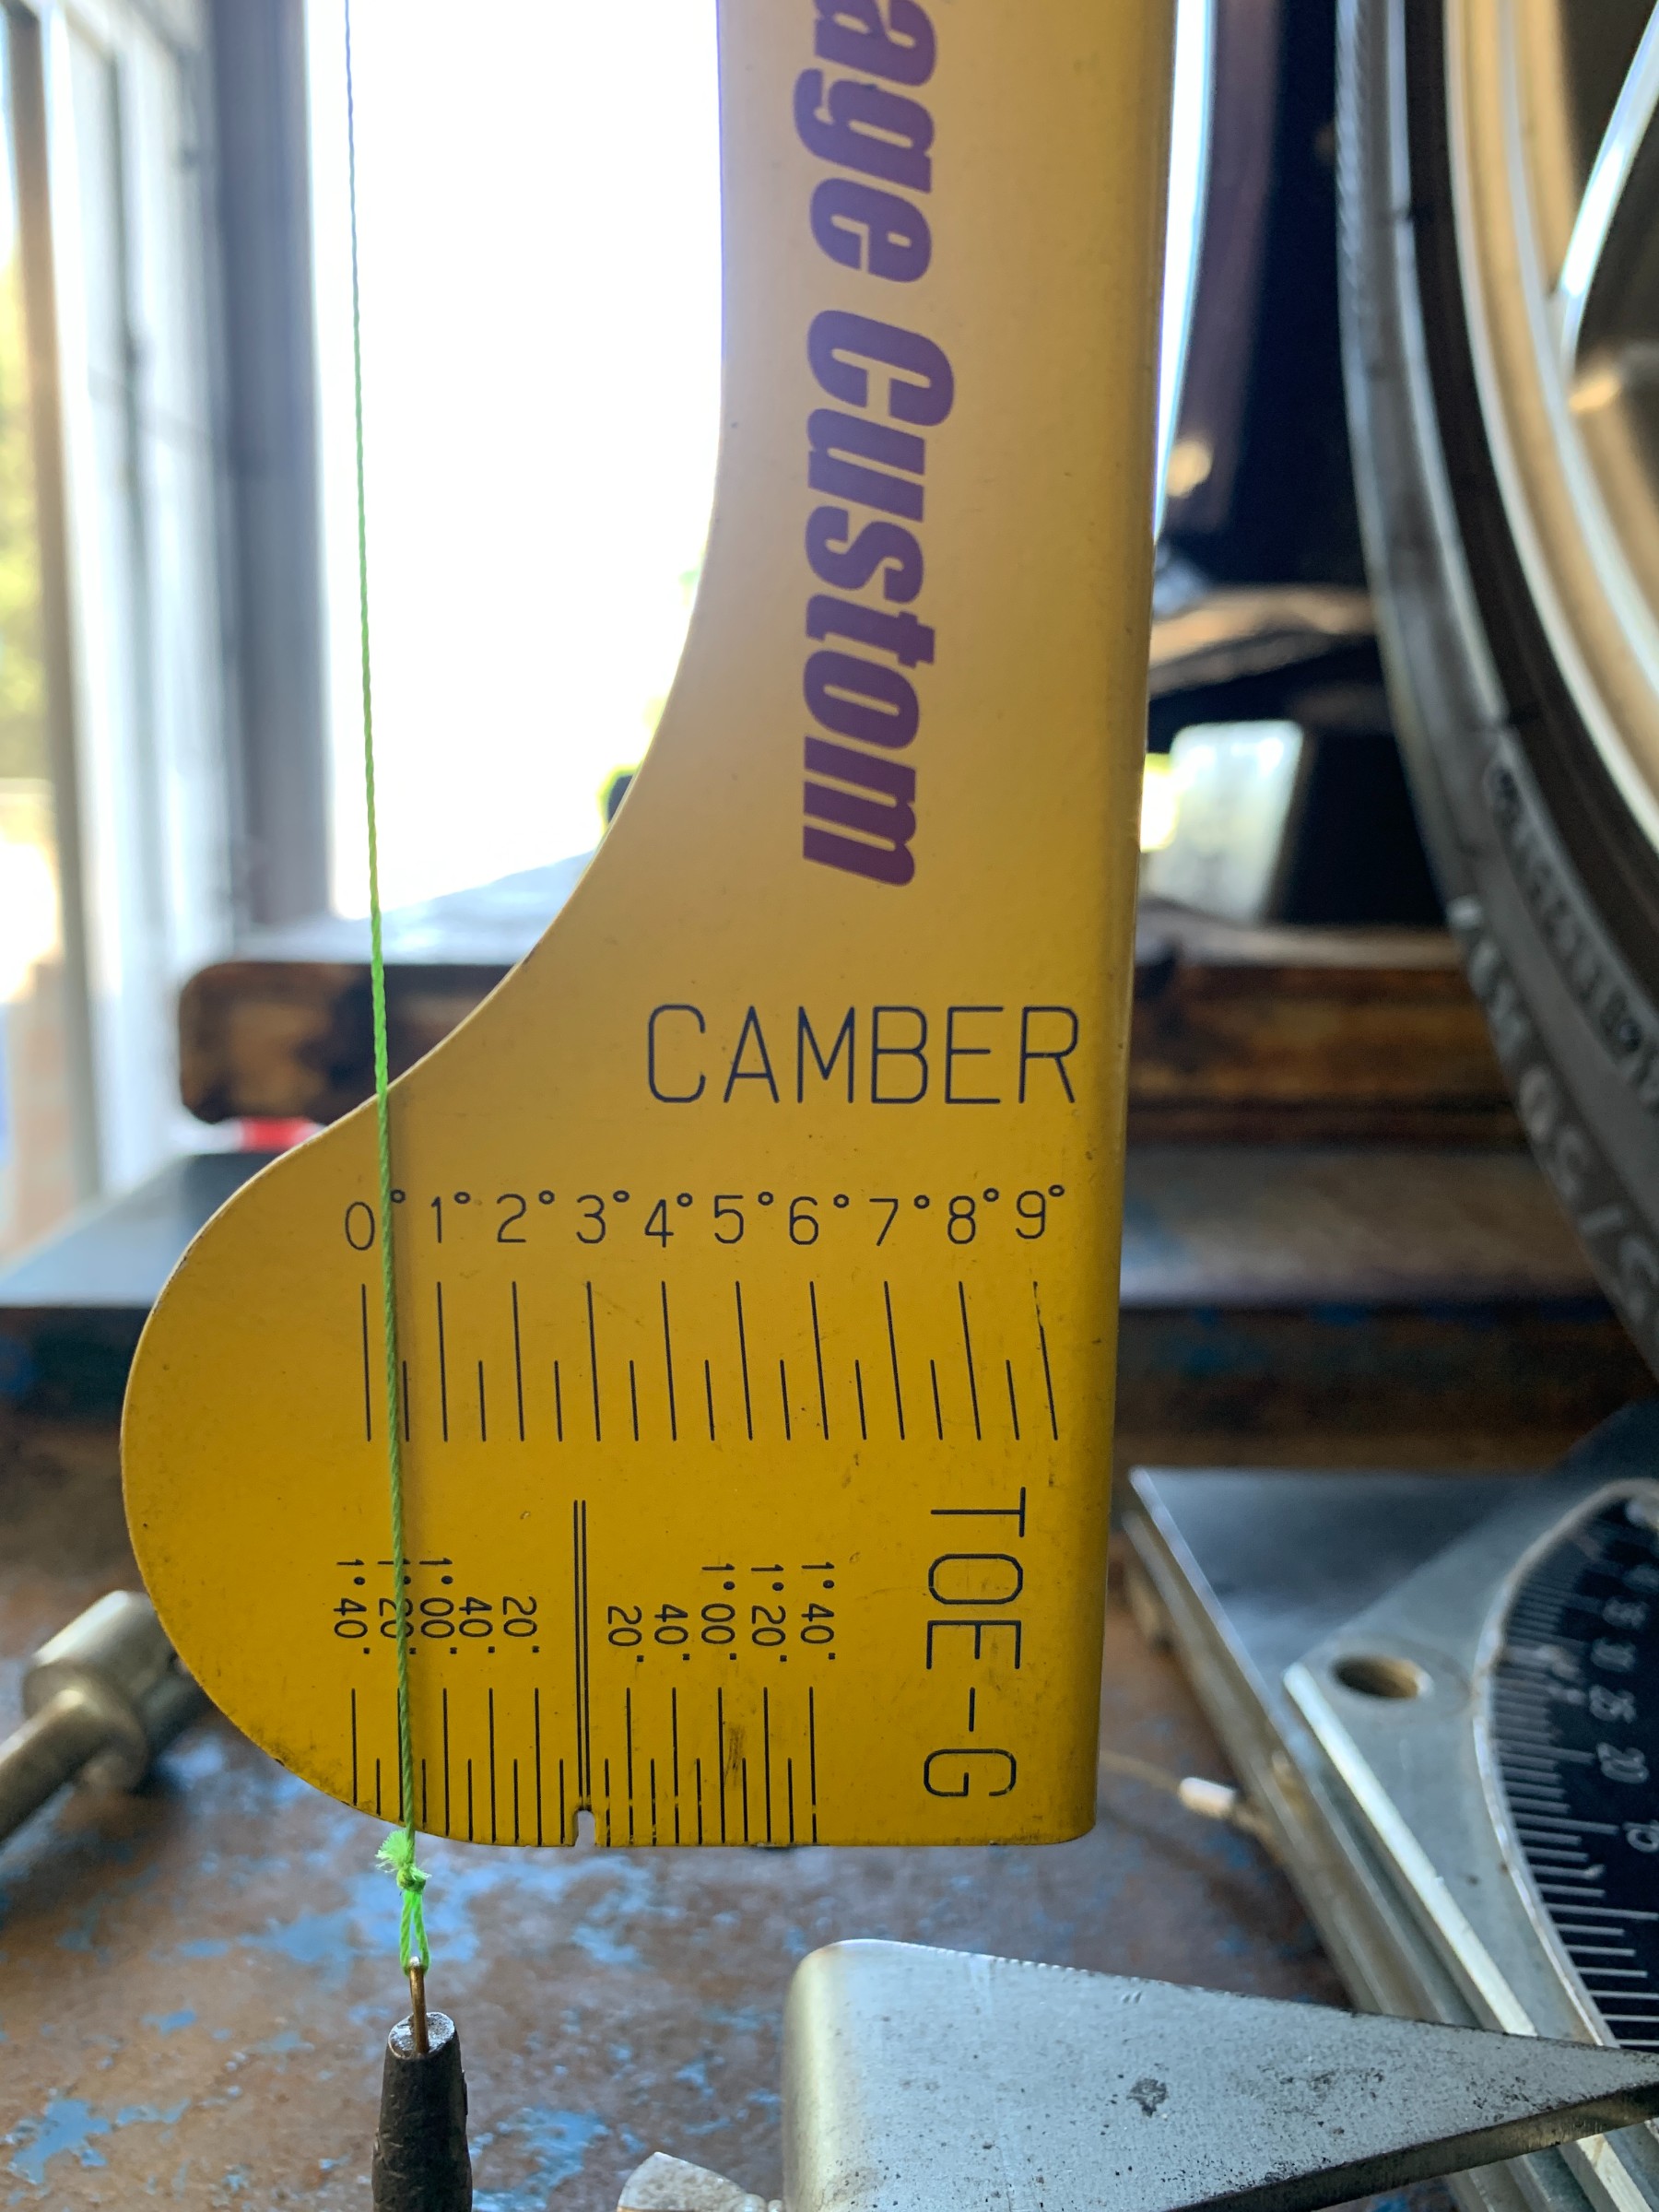 age Custom
CAMBER
0° 1° 2° 3° 4° 5° 6° 7° 8° 9°
TOE-G
1°40' 1°20' 1°00' 40' 20' 20' 40' 1°00' 1°20' 1°40'